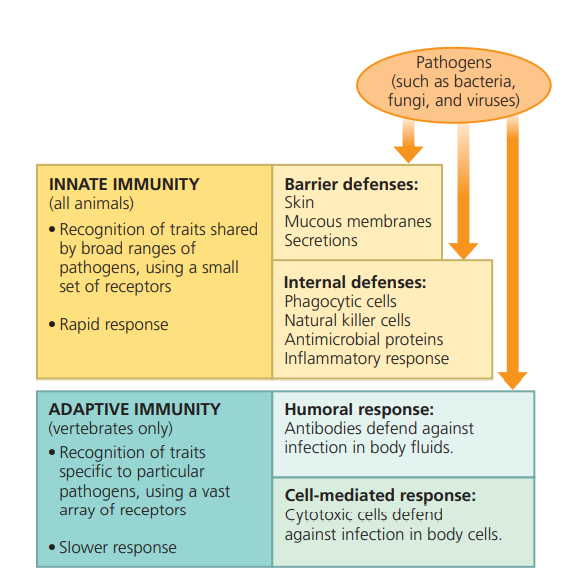 Pathogens
(such as bacteria,
fungi, and viruses)
INNATE IMMUNITY
(all animals)
• Recognition of traits shared
by broad ranges of
pathogens, using a small
set of receptors
• Rapid response
Barrier defenses:
Skin
Mucous membranes
Secretions
Internal defenses:
Phagocytic cells
Natural killer cells
Antimicrobial proteins
Inflammatory response
ADAPTIVE IMMUNITY
(vertebrates only)
• Recognition of traits
specific to particular
pathogens, using a vast
array of receptors
• Slower response
Humoral response:
Antibodies defend against
infection in body fluids.
Cell-mediated response:
Cytotoxic cells defend
against infection in body cells.